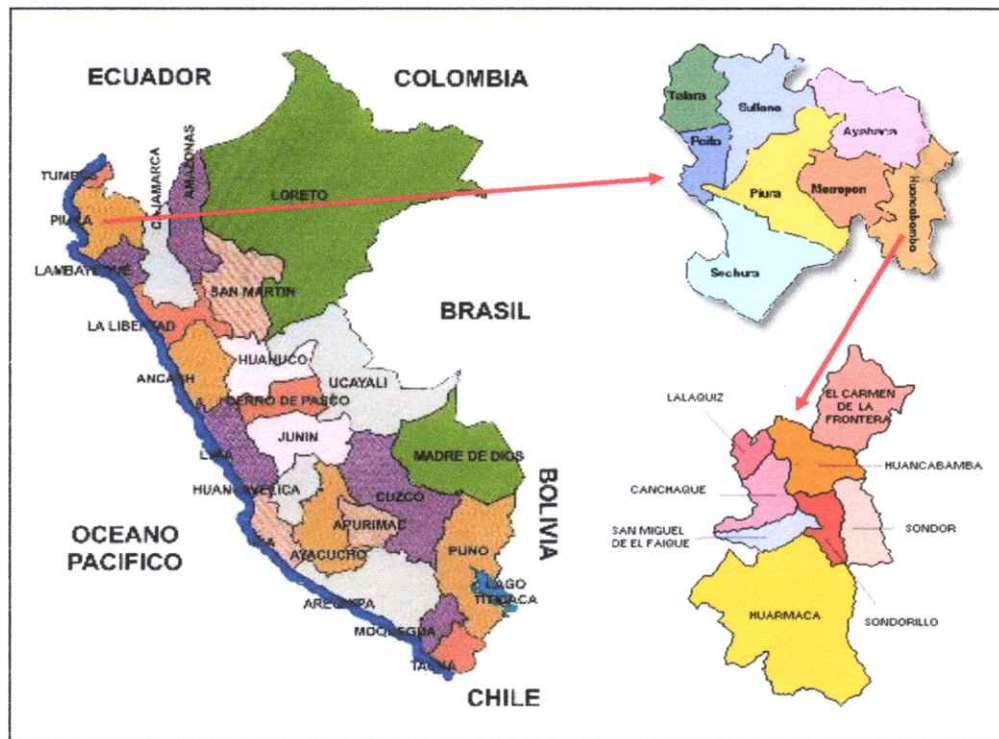 ECUADOR
COLOMBIA
TUMBES
PIURA
CAJAMARCA
AMAZONAS
LORETO
LAMBAYEQUE
SAN MARTIN
LA LIBERTAD
BRASIL
ANCASH
HUANUCO
UCAYALI
CERRO DE PASCO
JUNIN
LIMA
MADRE DE DIOS
HUANCAVELICA
CUZCO
BOLIVIA
OCEANO
PACIFICO
ICA
APURIMAC
AYACUCHO
PUNO
LAGO
TITICACA
AREQUIPA
MOQUEGUA
TACNA
CHILE
Talara
Sullana
Ayabaca
Paita
Piura
Morropon
Huancabamba
Sechura
LALAQUIZ
EL CARMEN
DE LA
FRONTERA
HUANCABAMBA
CANCHAQUE
SAN MIGUEL
DE EL FAIQUE
SONDOR
HUARMACA
SONDORILLO